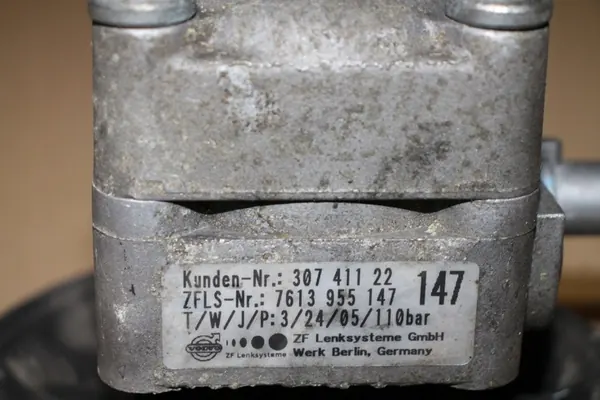 Kunden-Nr.: 307 411 22
ZFLS-Nr.: 7613 955 147 147
T/W/J/P: 3/24/05/110bar
VOLVO ZF Lenksysteme ZF Lenksysteme GmbH
Werk Berlin, Germany